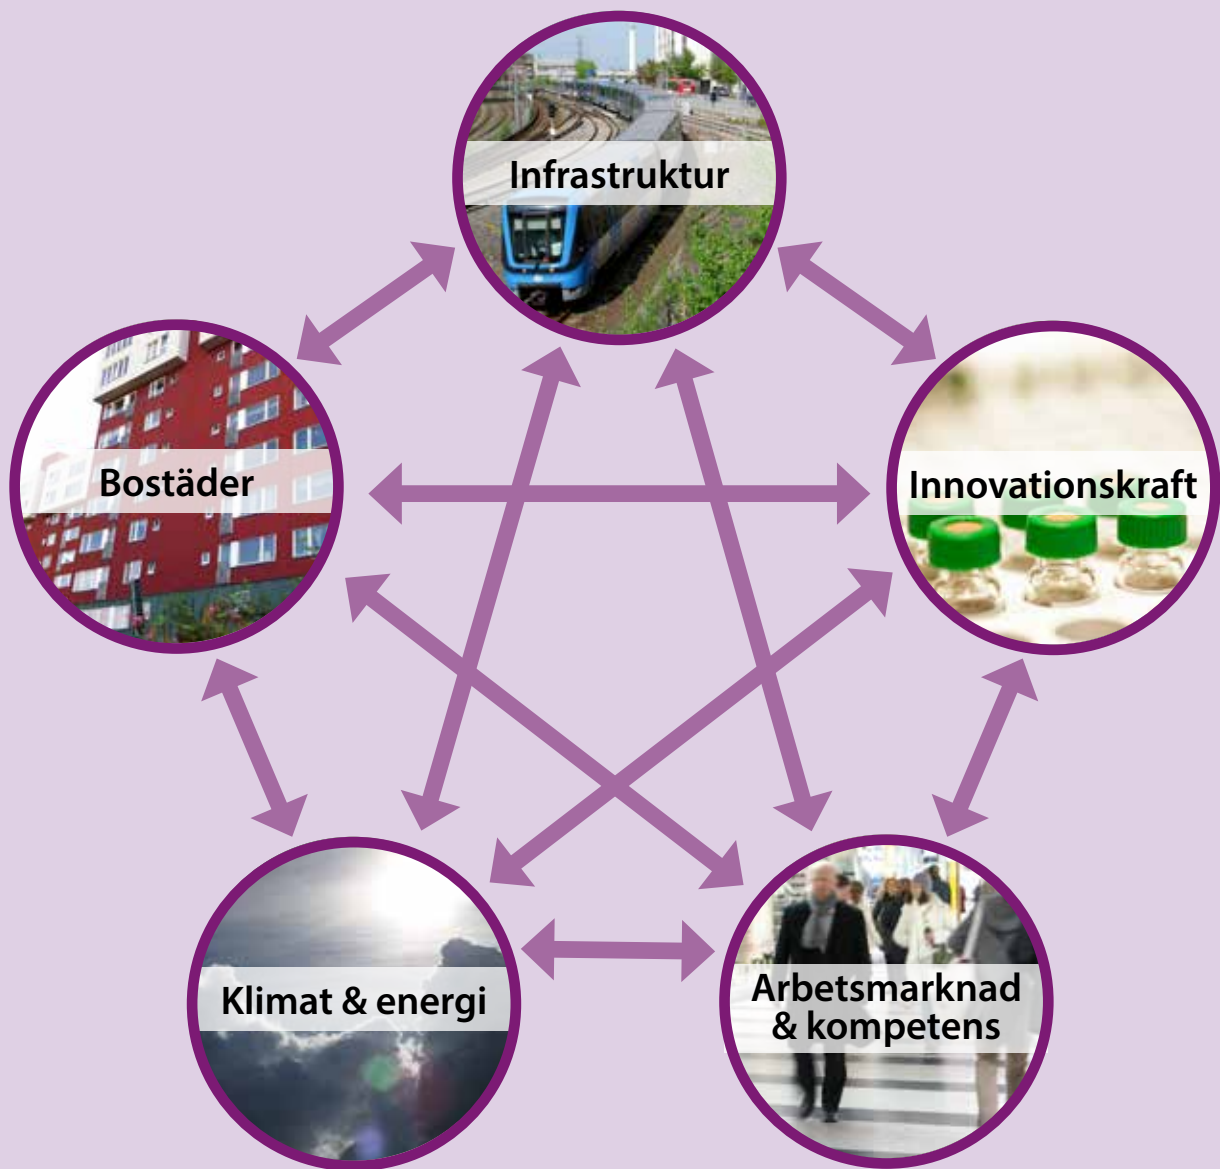 Infrastruktur
Bostäder
Innovationskraft
Klimat & energi
Arbetsmarknad
& kompetens